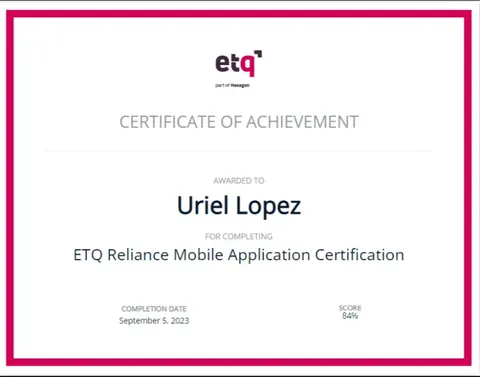 etq
part of Hexagon
CERTIFICATE OF ACHIEVEMENT
AWARDED TO
Uriel Lopez
FOR COMPLETING
ETQ Reliance Mobile Application Certification
COMPLETION DATE
September 5, 2023
SCORE
84%